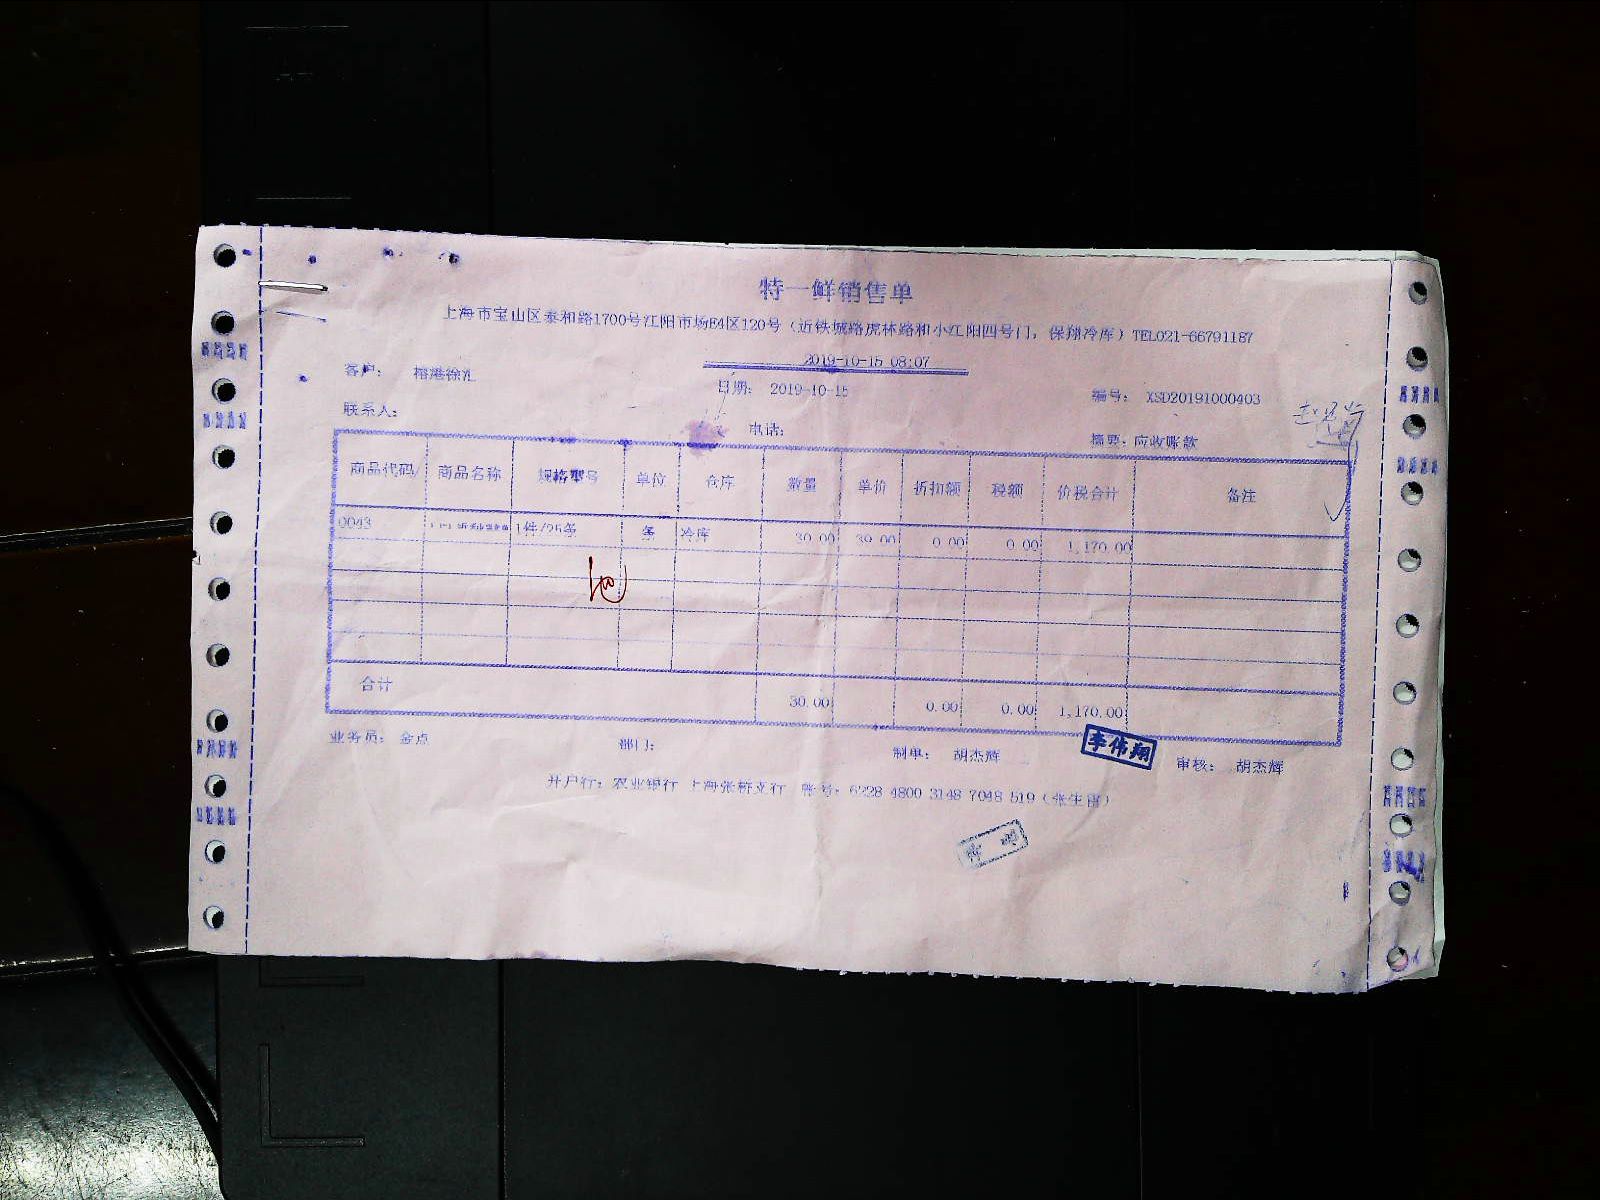 特一鲜销售单
上海市宝山区泰和路1700号江阳市场E4区120号（近铁城路虎林路和小江阳四号门，保翔冷库）TEL021-66791187
2019-10-15 08:07
客户： 榕港徐汇 日期： 2019-10-15 编号： XSD20191000403
联系人： 电话： 摘要：应收账款
商品代码 商品名称 规格型号 单位 仓库 数量 单价 折扣额 税额 价税合计 备注
0043 1件/25条 条 冷库 30.00 39.00 0.00 0.00 1,170.00
合计 30.00 0.00 0.00 1,170.00
业务员： 金点 部门： 制单： 胡杰辉 李伟翔 审核： 胡杰辉
开户行：农业银行 上海张桥支行 帐号：6228 4800 3148 7048 519（张生